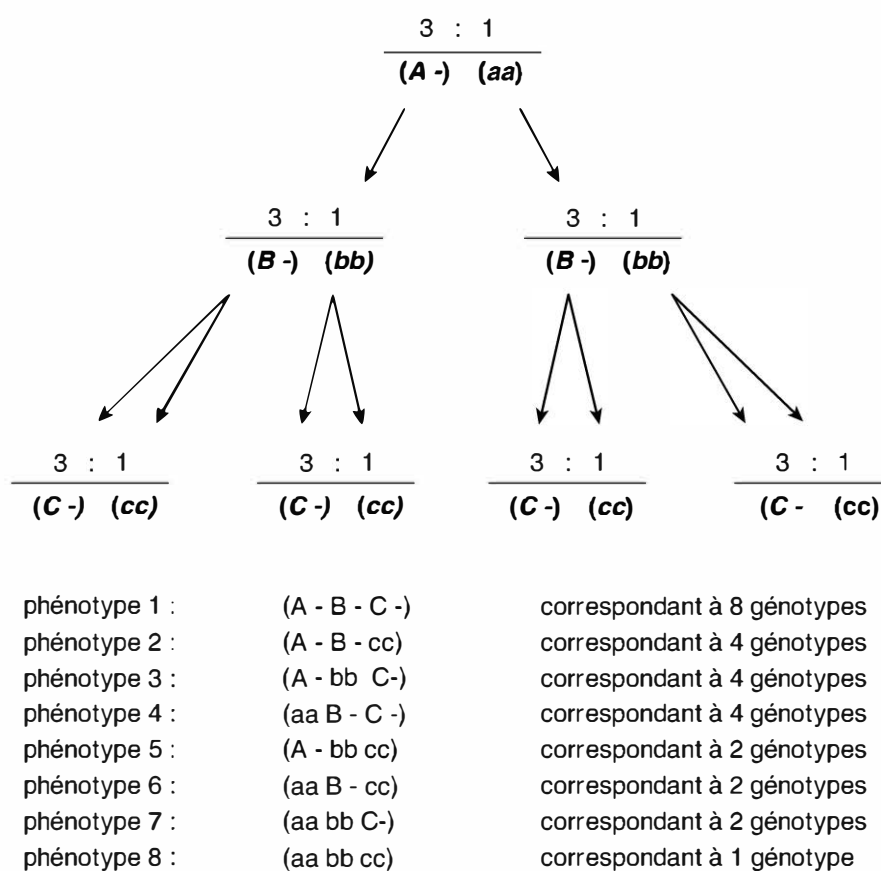 3 : 1
(A -) (aa)
3 : 1 3 : 1
(B -) (bb) (B -) (bb)
3 : 1 3 : 1 3 : 1 3 : 1
(C -) (cc) (C -) (cc) (C -) (cc) (C - (cc)
phénotype 1 : (A - B - C -) correspondant à 8 génotypes
phénotype 2 : (A - B - cc) correspondant à 4 génotypes
phénotype 3 : (A - bb C-) correspondant à 4 génotypes
phénotype 4 : (aa B - C -) correspondant à 4 génotypes
phénotype 5 : (A - bb cc) correspondant à 2 génotypes
phénotype 6 : (aa B - cc) correspondant à 2 génotypes
phénotype 7 : (aa bb C-) correspondant à 2 génotypes
phénotype 8 : (aa bb cc) correspondant à 1 génotype